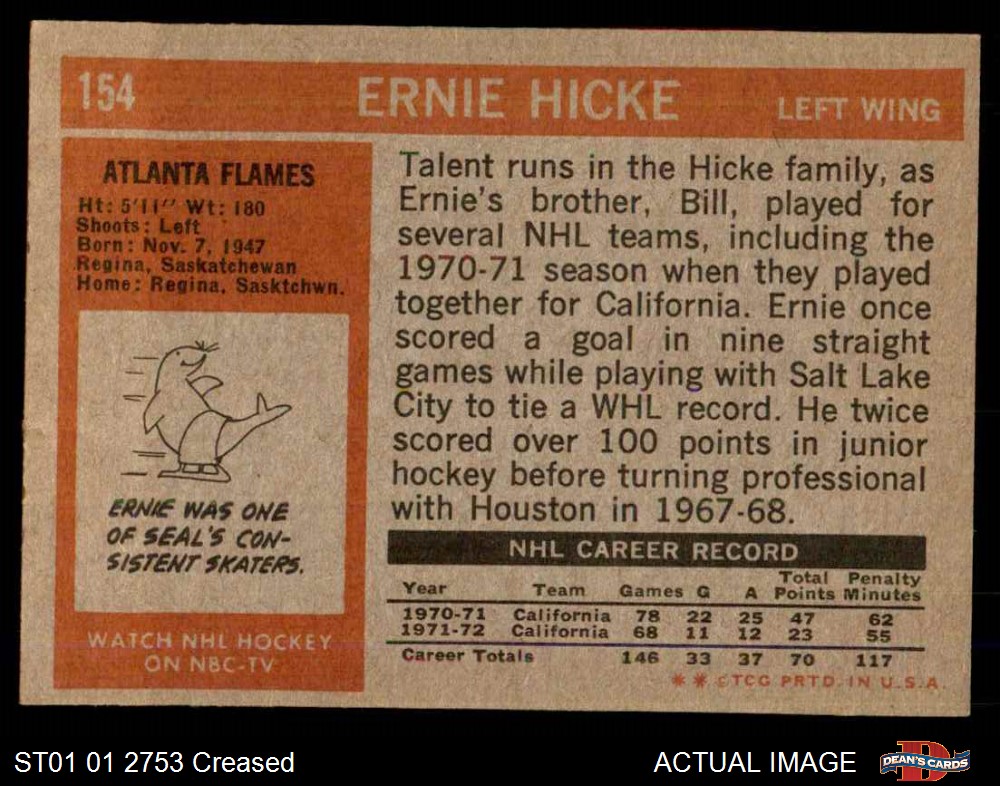 154
ERNIE HICKE
LEFT WING
ATLANTA FLAMES
Ht: 5'11" Wt: 180
Shoots: Left
Born: Nov. 7, 1947
Regina, Saskatchewan
Home: Regina, Sasktchwn.
ERNIE WAS ONE
OF SEAL'S CON-
SISTENT SKATERS.
WATCH NHL HOCKEY
ON NBC-TV
Talent runs in the Hicke family, as
Ernie's brother, Bill, played for
several NHL teams, including the
1970-71 season when they played
together for California. Ernie once
scored a goal in nine straight
games while playing with Salt Lake
City to tie a WHL record. He twice
scored over 100 points in junior
hockey before turning professional
with Houston in 1967-68.
NHL CAREER RECORD
Year Team Games G A Total Points Penalty Minutes
1970-71 California 78 22 25 47 62
1971-72 California 68 11 12 23 55
Career Totals 146 33 37 70 117
* * © TCG PRTD. IN U.S.A.
ST01 01 2753 Creased
ACTUAL IMAGE
D
DEAN'S CARDS